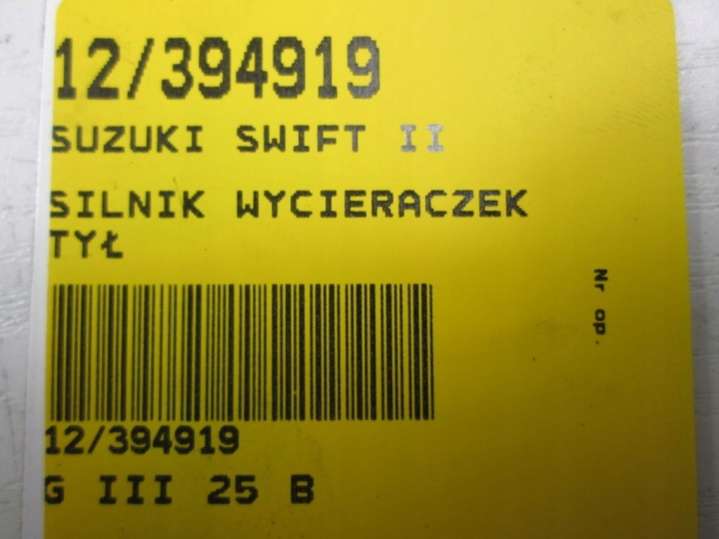 12/394919
SUZUKI SWIFT II
SILNIK WYCIERACZEK
TYŁ
Nr op.
12/394919
G III 25 B